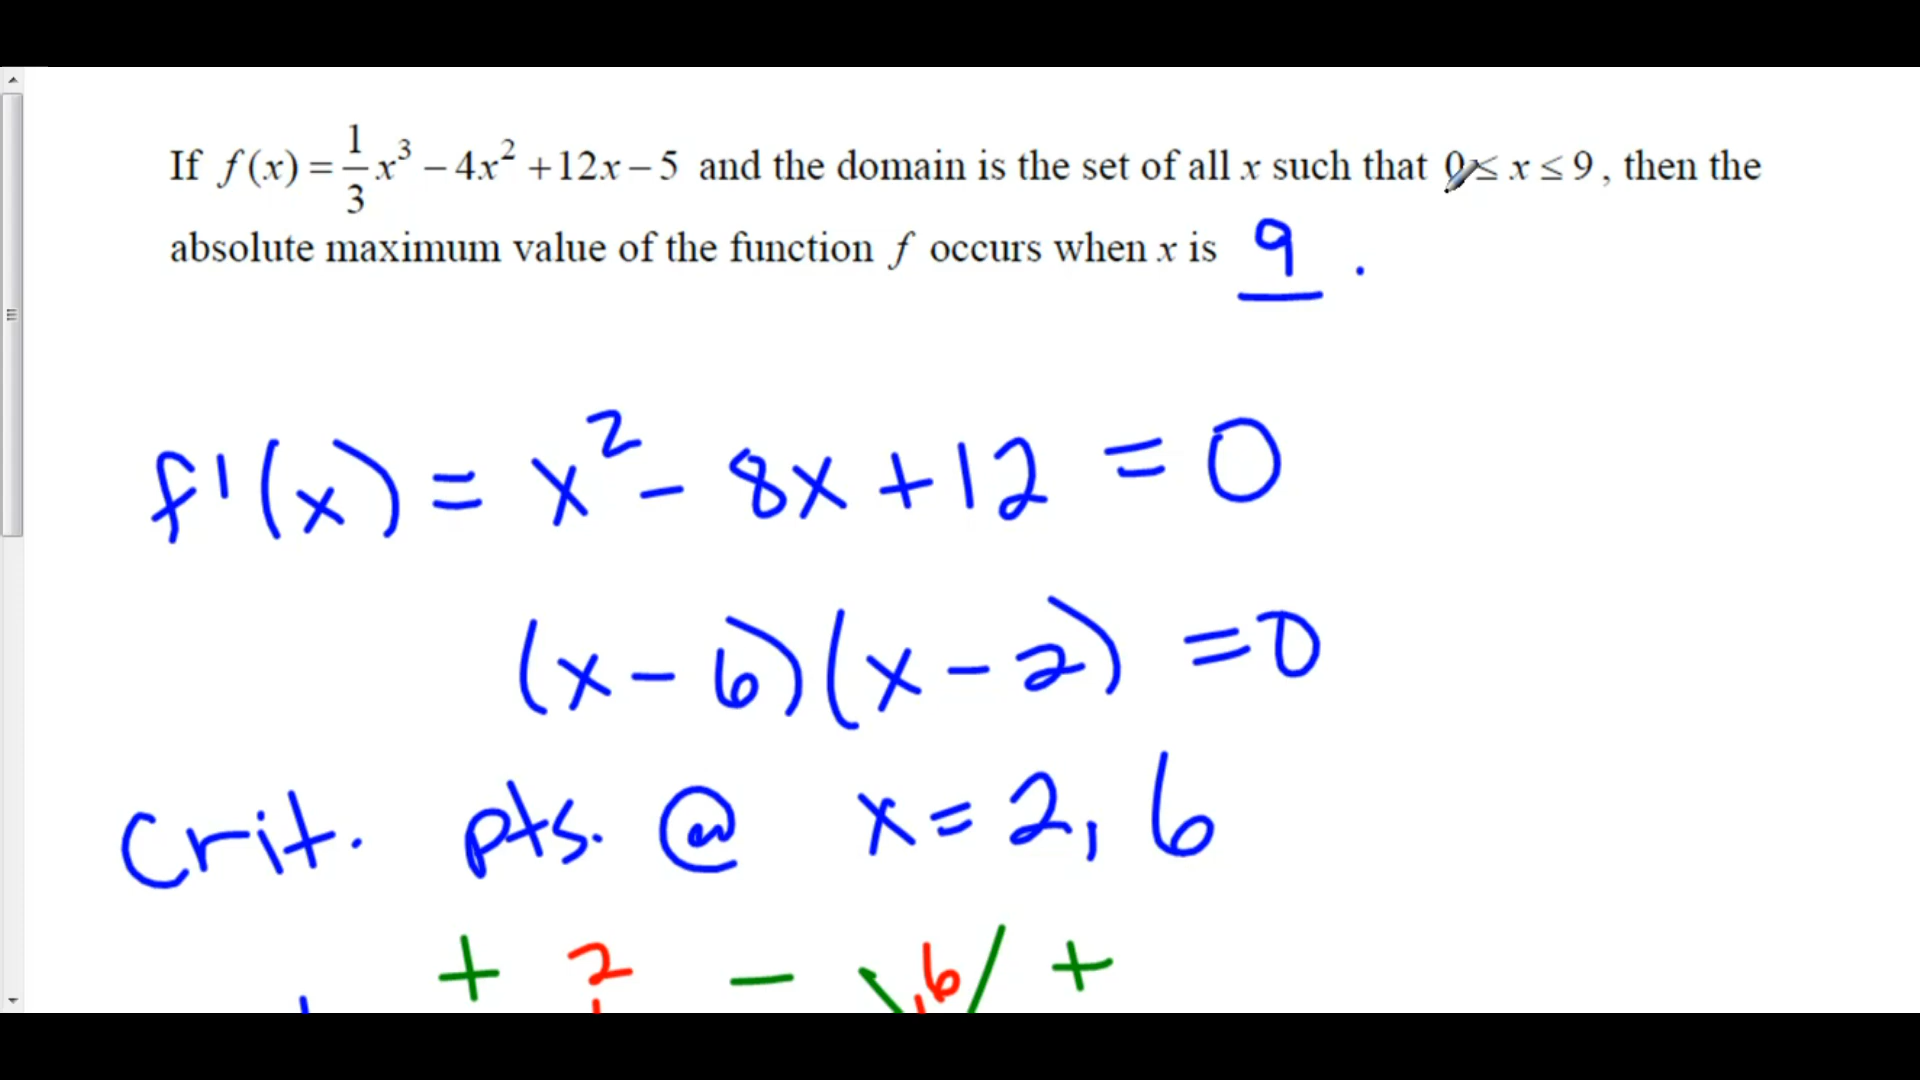 If f(x) = 1/3 x³ − 4x² + 12x − 5 and the domain is the set of all x such that 0 ≤ x ≤ 9, then the
absolute maximum value of the function f occurs when x is 9 .
f'(x) = x² − 8x + 12 = 0
(x − 6)(x − 2) = 0
Crit. pts. @ x = 2, 6
+ 2 − 6 +